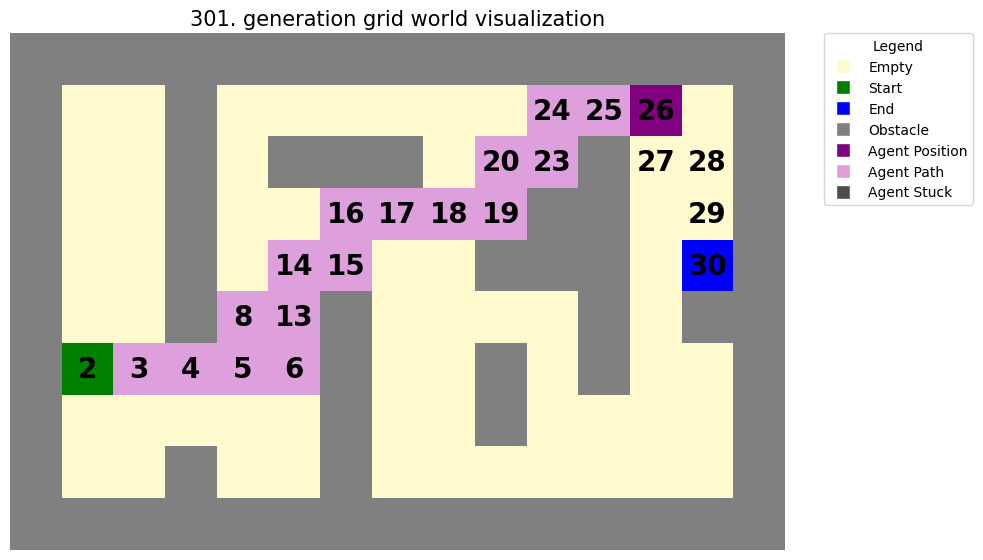 301. generation grid world visualization
24 25 26
20 23 27 28
16 17 18 19 29
14 15 30
8 13
2 3 4 5 6
Legend
Empty
Start
End
Obstacle
Agent Position
Agent Path
Agent Stuck